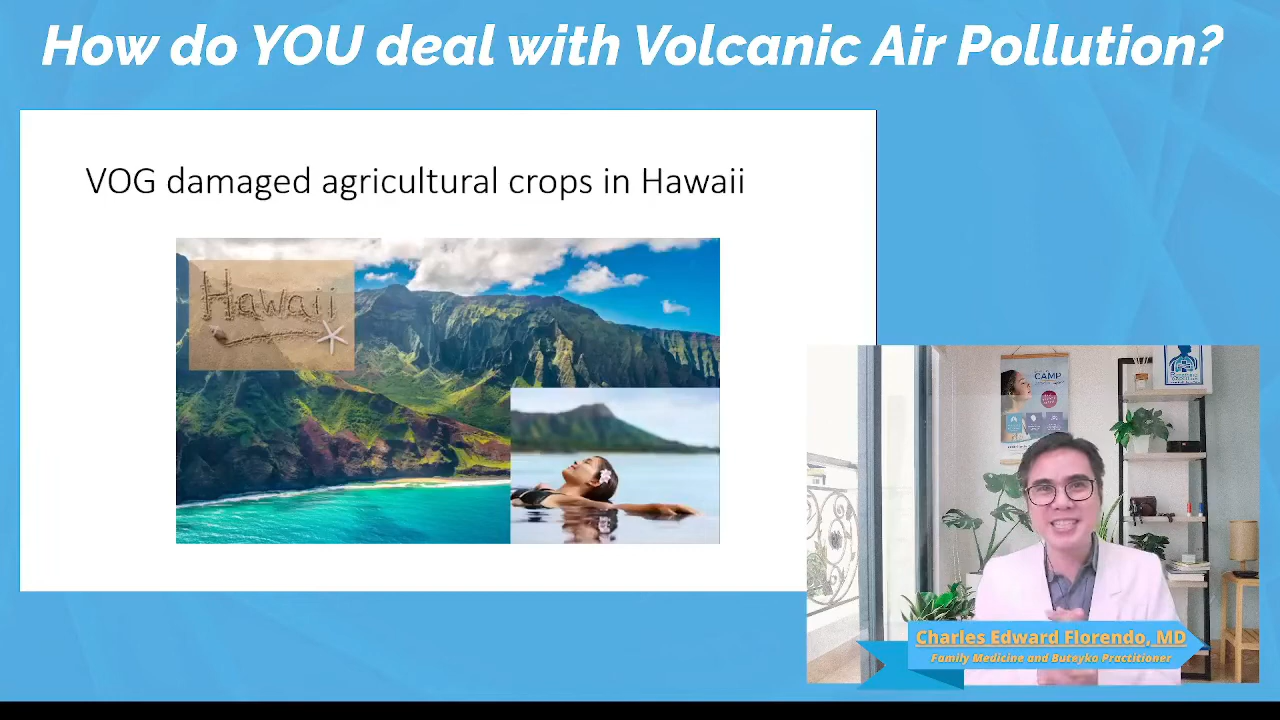 How do YOU deal with Volcanic Air Pollution?
VOG damaged agricultural crops in Hawaii
Hawaii
CAMP
Charles Edward Florendo, MD
Family Medicine and Buteyko Practitioner